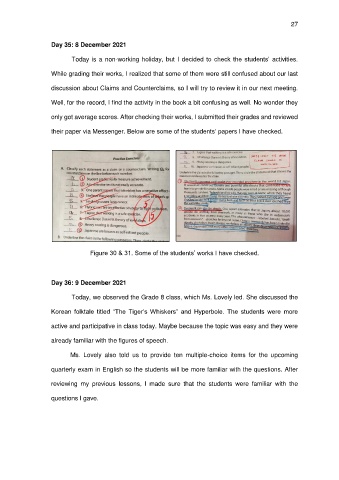 27
Day 35: 8 December 2021
Today is a non-working holiday, but I decided to check the students' activities.
While grading their works, I realized that some of them were still confused about our last
discussion about Claims and Counterclaims, so I will try to review it in our next meeting.
Well, for the record, I find the activity in the book a bit confusing as well. No wonder they
only got average scores. After checking their works, I submitted their grades and reviewed
their paper via Messenger. Below are some of the students' papers I have checked.
Practice Exercises
Figure 30 & 31. Some of the students' works I have checked.
Day 36: 9 December 2021
Today, we observed the Grade 8 class, which Ms. Lovely led. She discussed the
Korean folktale titled "The Tiger's Whiskers" and Hyperbole. The students were more
active and participative in class today. Maybe because the topic was easy and they were
already familiar with the figures of speech.
Ms. Lovely also told us to provide ten multiple-choice items for the upcoming
quarterly exam in English so the students will be more familiar with the questions. After
reviewing my previous lessons, I made sure that the students were familiar with the
questions I gave.